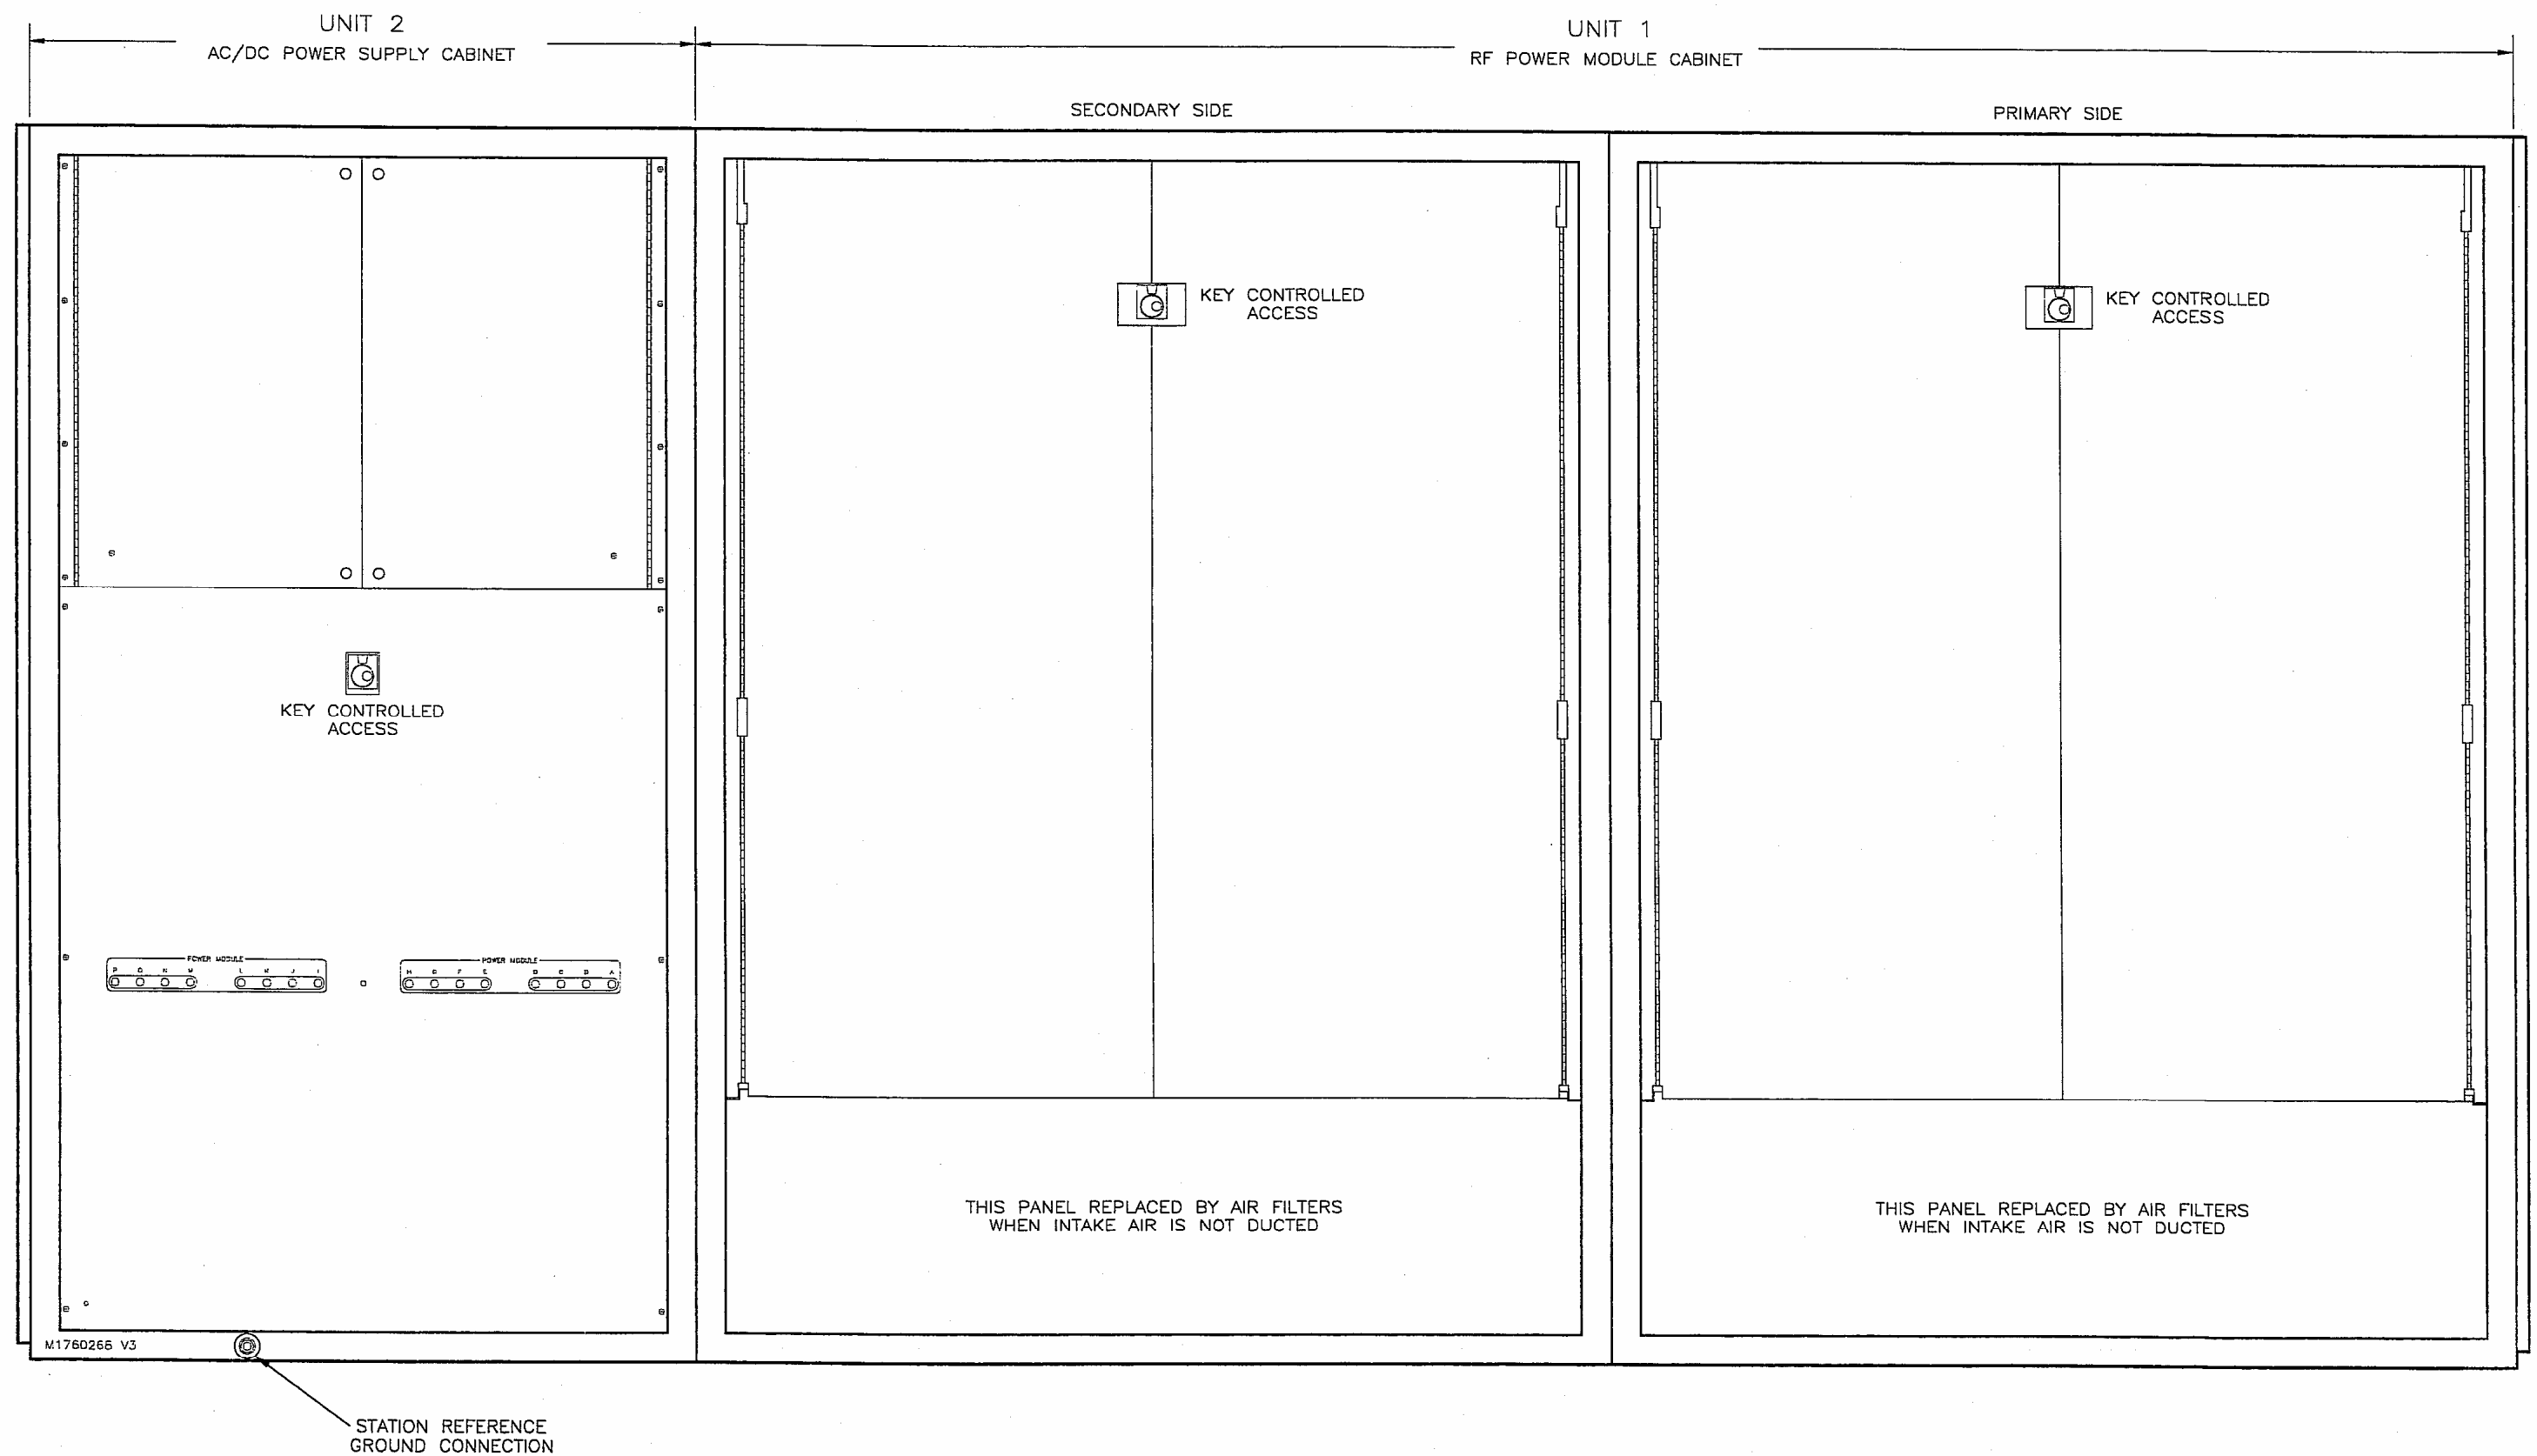 UNIT 2
AC/DC POWER SUPPLY CABINET
UNIT 1
RF POWER MODULE CABINET
SECONDARY SIDE
PRIMARY SIDE
KEY CONTROLLED
ACCESS
KEY CONTROLLED
ACCESS
KEY CONTROLLED
ACCESS
POWER MODULE
P O N M L K J I
POWER MODULE
H G F E D C B A
THIS PANEL REPLACED BY AIR FILTERS
WHEN INTAKE AIR IS NOT DUCTED
THIS PANEL REPLACED BY AIR FILTERS
WHEN INTAKE AIR IS NOT DUCTED
M1760266 V3
STATION REFERENCE
GROUND CONNECTION